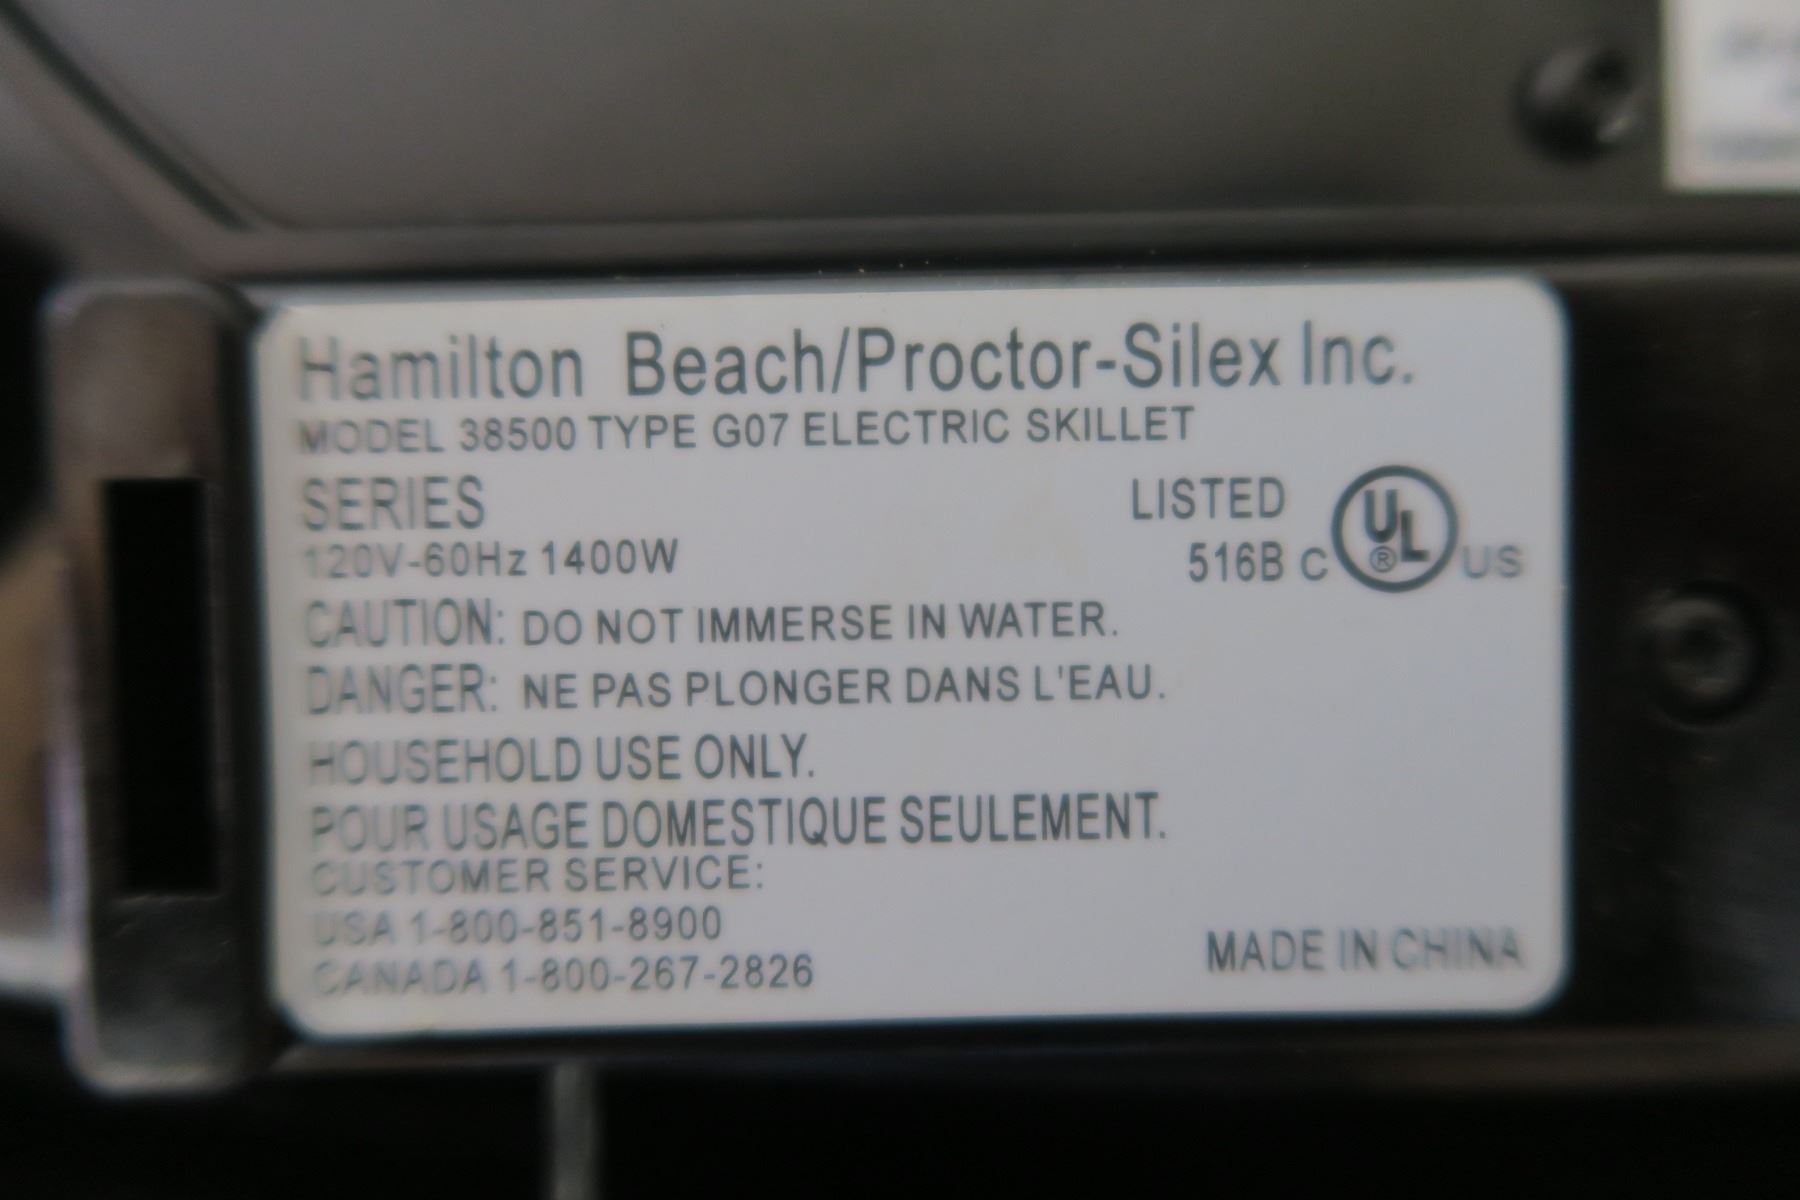 Hamilton Beach/Proctor-Silex Inc.
MODEL 38500 TYPE G07 ELECTRIC SKILLET
SERIES
LISTED
120V-60Hz 1400W
516B C UL® US
CAUTION: DO NOT IMMERSE IN WATER.
DANGER: NE PAS PLONGER DANS L'EAU.
HOUSEHOLD USE ONLY.
POUR USAGE DOMESTIQUE SEULEMENT.
CUSTOMER SERVICE:
USA 1-800-851-8900
CANADA 1-800-267-2826
MADE IN CHINA